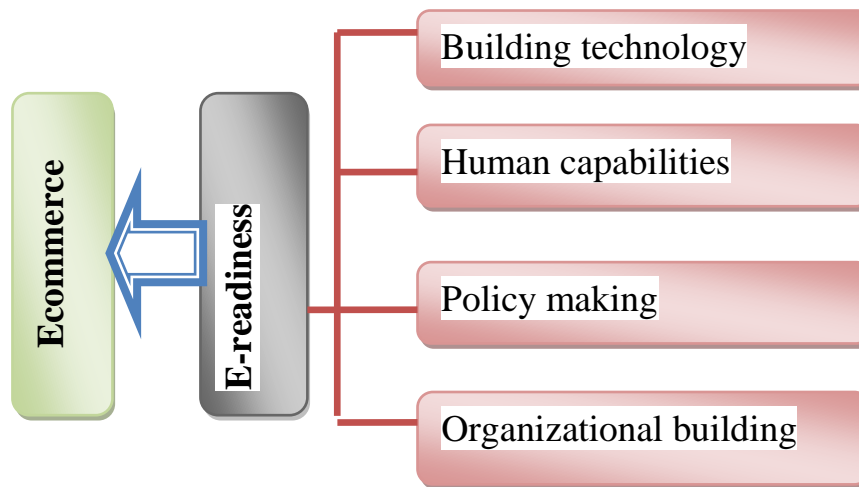 Ecommerce
E-readiness
Building technology
Human capabilities
Policy making
Organizational building